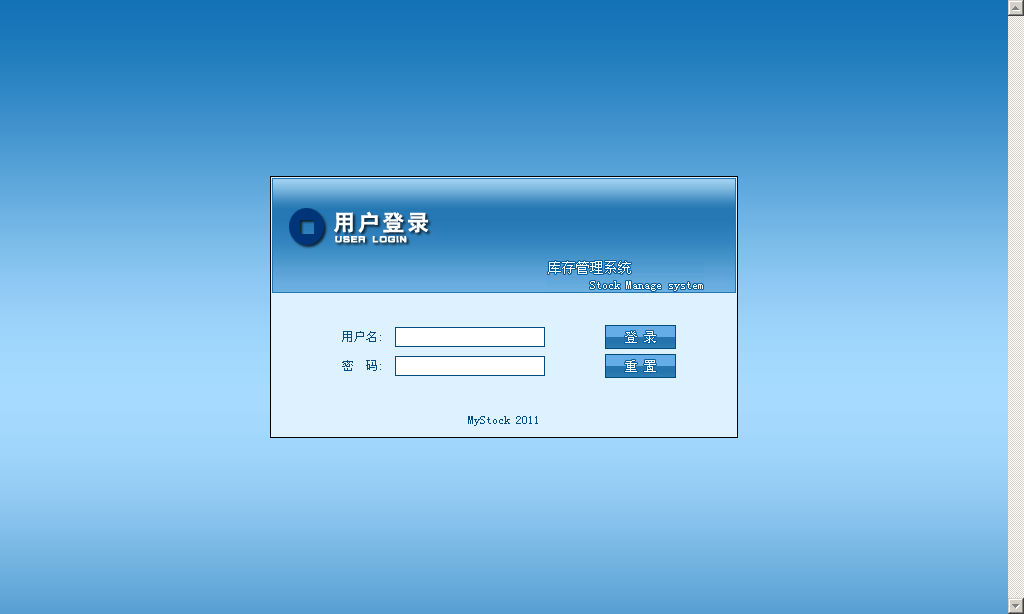 用户登录
USER LOGIN
库存管理系统
Stock Manage system
用户名:
登 录
密 码:
重 置
MyStock 2011